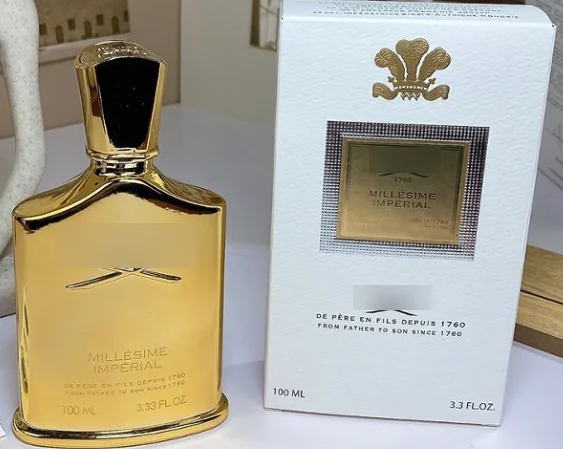 MILLÉSIME
IMPÉRIAL
DE PÈRE EN FILS DEPUIS 1760
FROM FATHER TO SON SINCE 1760
100 ML
3.33 FL.OZ.
1760
MILLÉSIME
IMPÉRIAL
DE PÈRE EN FILS DEPUIS 1760
FROM FATHER TO SON SINCE 1760
100 ML
3.3 FL.OZ.